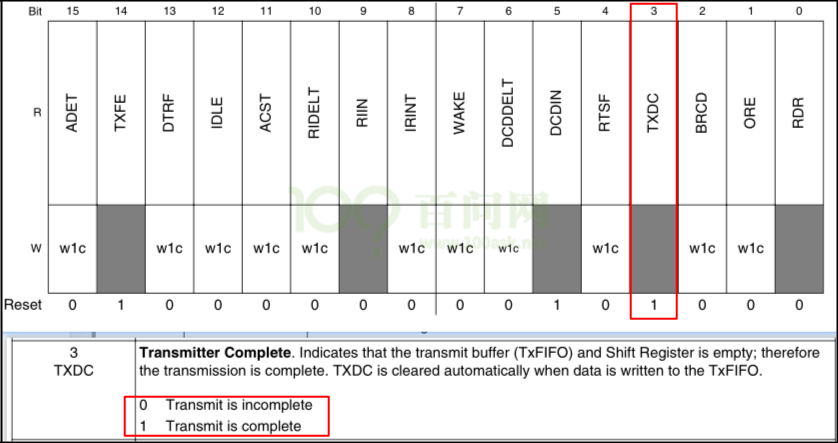 Bit 15 14 13 12 11 10 9 8 7 6 5 4 3 2 1 0
R ADET TXFE DTRF IDLE ACST RIDELT RIIN IRINT WAKE DCDDELT DCDIN RTSF TXDC BRCD ORE RDR
100 百问网
www.100ask.net
W w1c w1c w1c w1c w1c w1c w1c w1c w1c w1c w1c
Reset 0 1 0 0 0 0 0 0 0 0 1 0 1 0 0 0
3 Transmitter Complete. Indicates that the transmit buffer (TxFIFO) and Shift Register is empty; therefore
TXDC the transmission is complete. TXDC is cleared automatically when data is written to the TxFIFO.
0 Transmit is incomplete
1 Transmit is complete